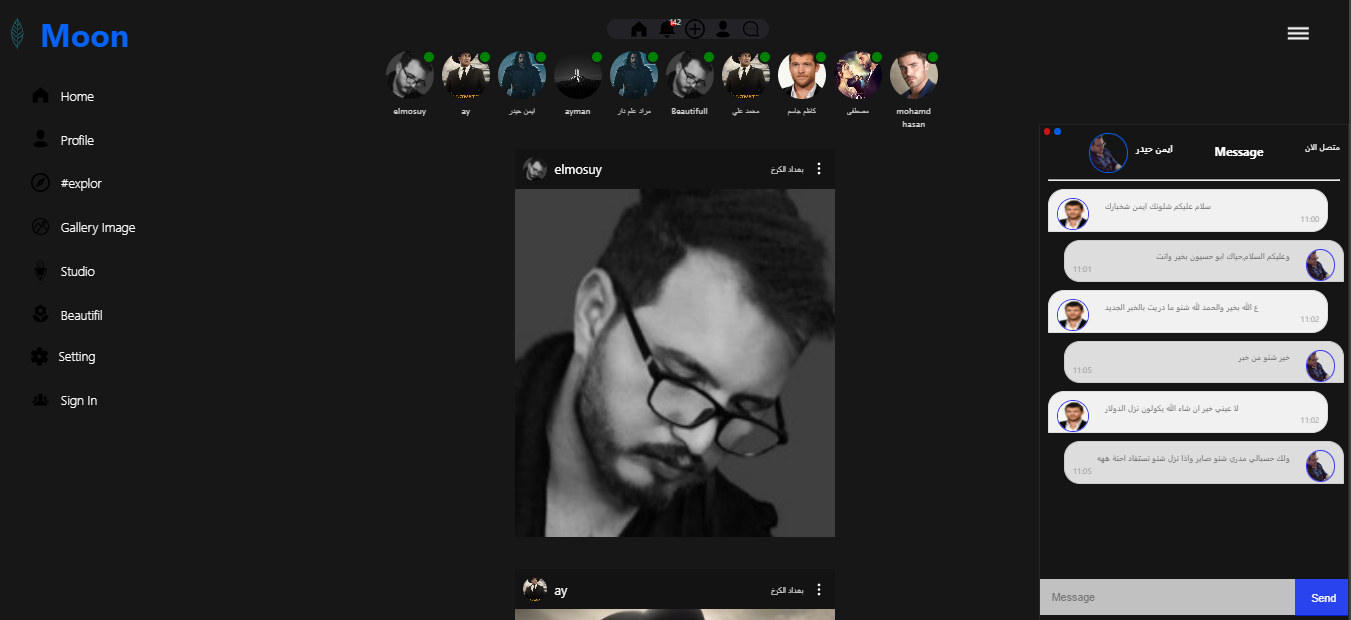 Moon
142
Home
Profile
#explor
Gallery Image
Studio
Beautifil
Setting
Sign In
elmosuy
ay
ايمن حيدر
ayman
مراد علم دار
Beautifull
محمد علي
كاظم جاسم
مصطفى
mohamd
hasan
elmosuy
بغداد الكرخ
ay
بغداد الكرخ
ايمن حيدر
Message
متصل الان
سلام عليكم شلونك ايمن شخبارك
11:00
وعليكم السلام,حياك ابو حسيون بخير وانت
11:01
ع الله بخير والحمد لله شنو ما دريت بالخبر الجديد
11:02
خير شنو من خبر
11:05
لا عيني خير ان شاء الله يكولون نزل الدولار
11:02
ولك حسبالي مدري شنو صاير واذا نزل شنو نستفاد احنة ههه
11:05
Message
Send